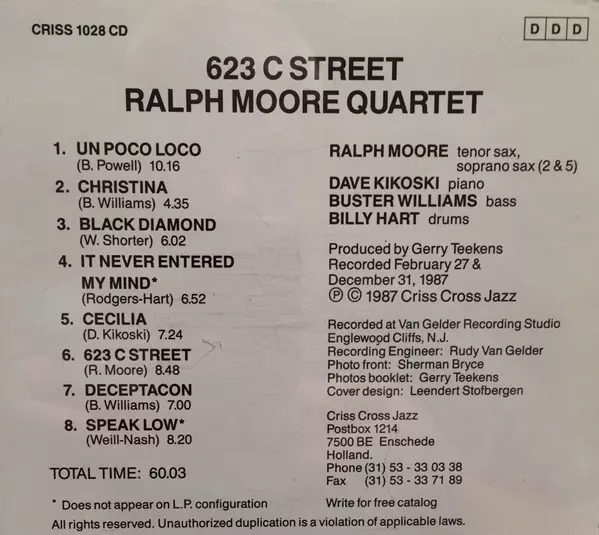 CRISS 1028 CD
D D D
623 C STREET
RALPH MOORE QUARTET
1. UN POCO LOCO
(B. Powell) 10.16
2. CHRISTINA
(B. Williams) 4.35
3. BLACK DIAMOND
(W. Shorter) 6.02
4. IT NEVER ENTERED
MY MIND*
(Rodgers-Hart) 6.52
5. CECILIA
(D. Kikoski) 7.24
6. 623 C STREET
(R. Moore) 8.48
7. DECEPTACON
(B. Williams) 7.00
8. SPEAK LOW*
(Weill-Nash) 8.20
TOTAL TIME: 60.03
RALPH MOORE tenor sax,
soprano sax (2 & 5)
DAVE KIKOSKI piano
BUSTER WILLIAMS bass
BILLY HART drums
Produced by Gerry Teekens
Recorded February 27 &
December 31, 1987
℗ © 1987 Criss Cross Jazz
Recorded at Van Gelder Recording Studio
Englewood Cliffs, N.J.
Recording Engineer: Rudy Van Gelder
Photo front: Sherman Bryce
Photos booklet: Gerry Teekens
Cover design: Leendert Stofbergen
Criss Cross Jazz
Postbox 1214
7500 BE Enschede
Holland.
Phone (31) 53 - 33 03 38
Fax (31) 53 - 33 71 89
* Does not appear on L.P. configuration
Write for free catalog
All rights reserved. Unauthorized duplication is a violation of applicable laws.